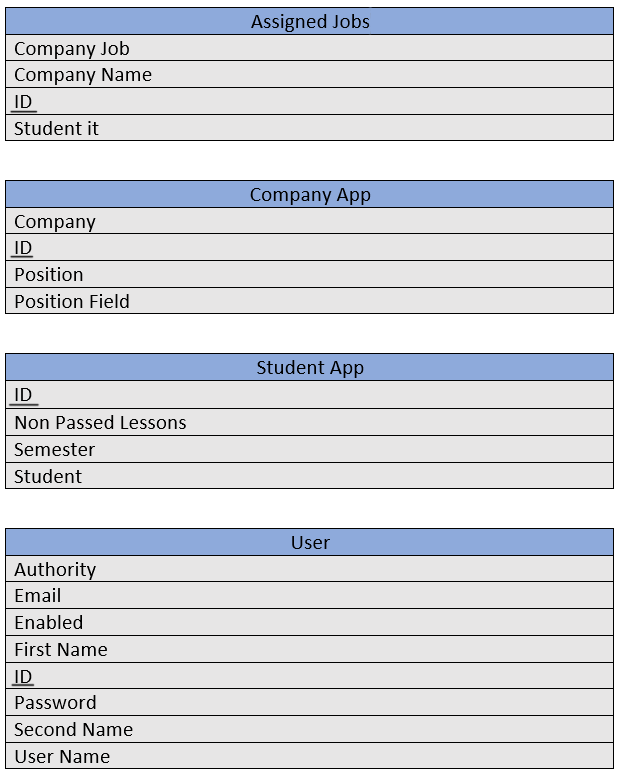 Assigned Jobs
Company Job
Company Name
ID
Student it
Company App
Company
ID
Position
Position Field
Student App
ID
Non Passed Lessons
Semester
Student
User
Authority
Email
Enabled
First Name
ID
Password
Second Name
User Name